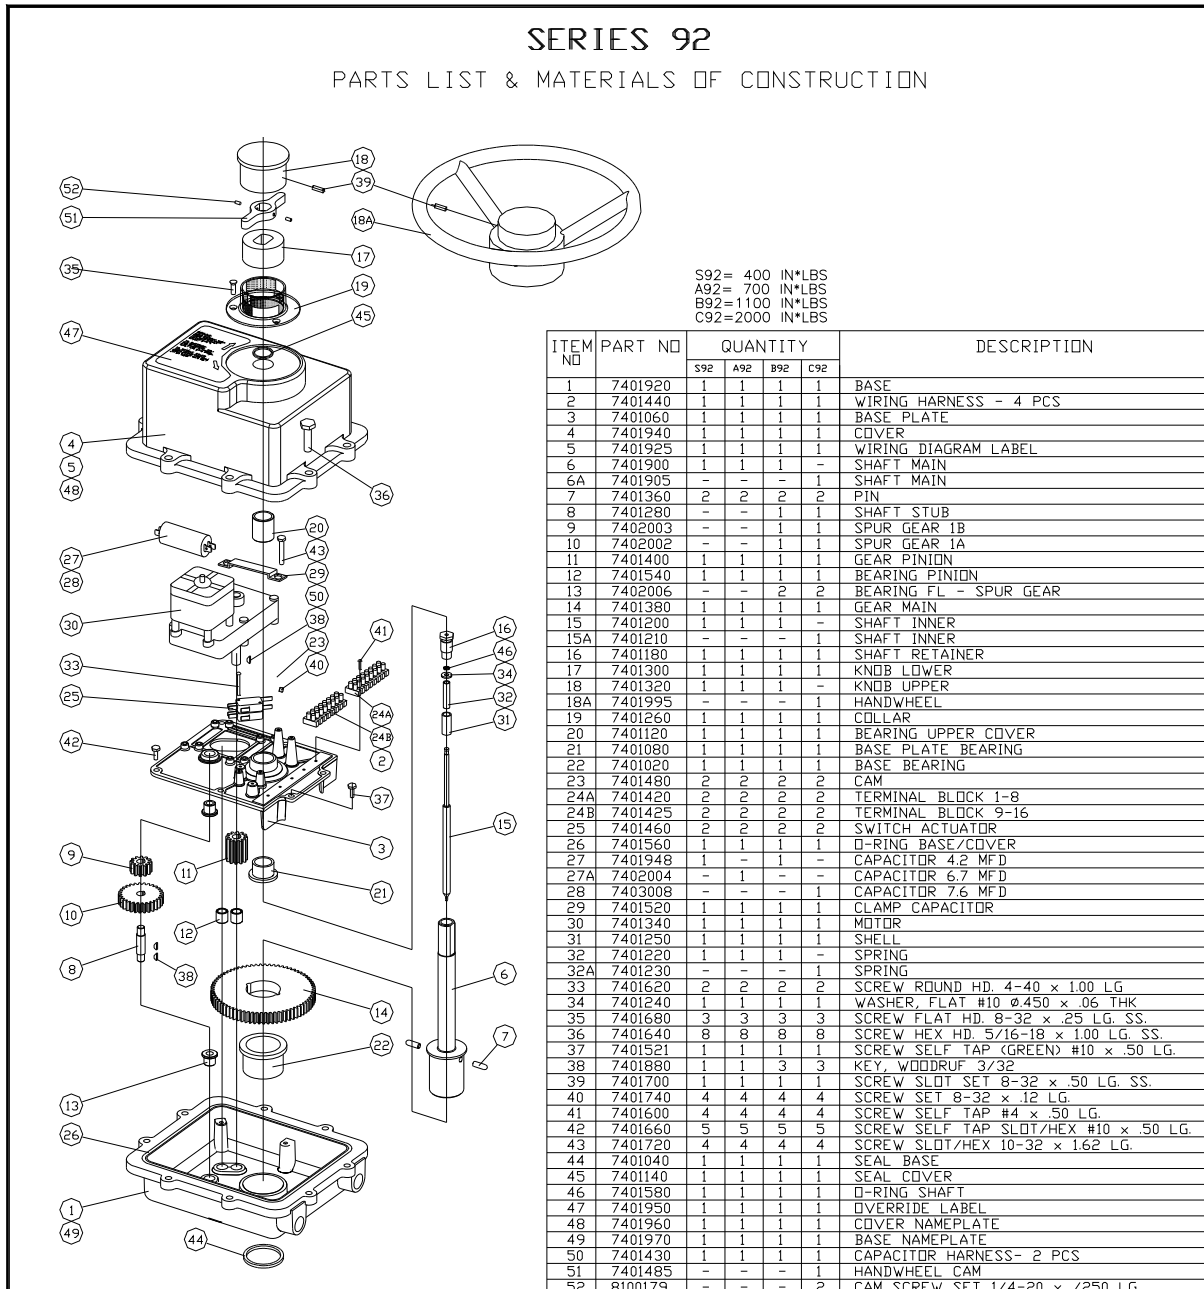 SERIES 92
PARTS LIST & MATERIALS OF CONSTRUCTION
18
39
52
51
18A
17
35
19
45
47
4
5
48
36
20
27
43
28
29
50
30
38
41
16
23
46
33
40
34
25
32
24A
31
24B
42
2
37
15
3
9
11
21
10
12
8
38
6
14
7
22
13
26
1
49
44
S92= 400 IN*LBS
A92= 700 IN*LBS
B92=1100 IN*LBS
C92=2000 IN*LBS
ITEM NO PART NO QUANTITY DESCRIPTION
S92 A92 B92 C92
1 7401920 1 1 1 1 BASE
2 7401440 1 1 1 1 WIRING HARNESS - 4 PCS
3 7401060 1 1 1 1 BASE PLATE
4 7401940 1 1 1 1 COVER
5 7401925 1 1 1 1 WIRING DIAGRAM LABEL
6 7401900 1 1 1 - SHAFT MAIN
6A 7401905 - - - 1 SHAFT MAIN
7 7401360 2 2 2 2 PIN
8 7401280 - - 1 1 SHAFT STUB
9 7402003 - - 1 1 SPUR GEAR 1B
10 7402002 - - 1 1 SPUR GEAR 1A
11 7401400 1 1 1 1 GEAR PINION
12 7401540 1 1 1 1 BEARING PINION
13 7402006 - - 2 2 BEARING FL - SPUR GEAR
14 7401380 1 1 1 1 GEAR MAIN
15 7401200 1 1 1 - SHAFT INNER
15A 7401210 - - - 1 SHAFT INNER
16 7401180 1 1 1 1 SHAFT RETAINER
17 7401300 1 1 1 1 KNOB LOWER
18 7401320 1 1 1 - KNOB UPPER
18A 7401995 - - - 1 HANDWHEEL
19 7401260 1 1 1 1 COLLAR
20 7401120 1 1 1 1 BEARING UPPER COVER
21 7401080 1 1 1 1 BASE PLATE BEARING
22 7401020 1 1 1 1 BASE BEARING
23 7401480 2 2 2 2 CAM
24A 7401420 2 2 2 2 TERMINAL BLOCK 1-8
24B 7401425 2 2 2 2 TERMINAL BLOCK 9-16
25 7401460 2 2 2 2 SWITCH ACTUATOR
26 7401560 1 1 1 1 O-RING BASE/COVER
27 7401948 1 - 1 - CAPACITOR 4.2 MFD
27A 7402004 - 1 - - CAPACITOR 6.7 MFD
28 7403008 - - - 1 CAPACITOR 7.6 MFD
29 7401520 1 1 1 1 CLAMP CAPACITOR
30 7401340 1 1 1 1 MOTOR
31 7401250 1 1 1 1 SHELL
32 7401220 1 1 1 - SPRING
32A 7401230 - - - 1 SPRING
33 7401620 2 2 2 2 SCREW ROUND HD. 4-40 x 1.00 LG
34 7401240 1 1 1 1 WASHER, FLAT #10 Ø.450 x .06 THK
35 7401680 3 3 3 3 SCREW FLAT HD. 8-32 x .25 LG. SS.
36 7401640 8 8 8 8 SCREW HEX HD. 5/16-18 x 1.00 LG. SS.
37 7401521 1 1 1 1 SCREW SELF TAP (GREEN) #10 x .50 LG.
38 7401880 1 1 3 3 KEY, WOODRUF 3/32
39 7401700 1 1 1 1 SCREW SLOT SET 8-32 x .50 LG. SS.
40 7401740 4 4 4 4 SCREW SET 8-32 x .12 LG.
41 7401600 4 4 4 4 SCREW SELF TAP #4 x .50 LG.
42 7401660 5 5 5 5 SCREW SELF TAP SLOT/HEX #10 x .50 LG.
43 7401720 4 4 4 4 SCREW SLOT/HEX 10-32 x 1.62 LG.
44 7401040 1 1 1 1 SEAL BASE
45 7401140 1 1 1 1 SEAL COVER
46 7401580 1 1 1 1 O-RING SHAFT
47 7401950 1 1 1 1 OVERRIDE LABEL
48 7401960 1 1 1 1 COVER NAMEPLATE
49 7401970 1 1 1 1 BASE NAMEPLATE
50 7401430 1 1 1 1 CAPACITOR HARNESS- 2 PCS
51 7401485 - - - 1 HANDWHEEL CAM
52 8100179 - - - 2 CAM SCREW SET 1/4-20 x /250 LG